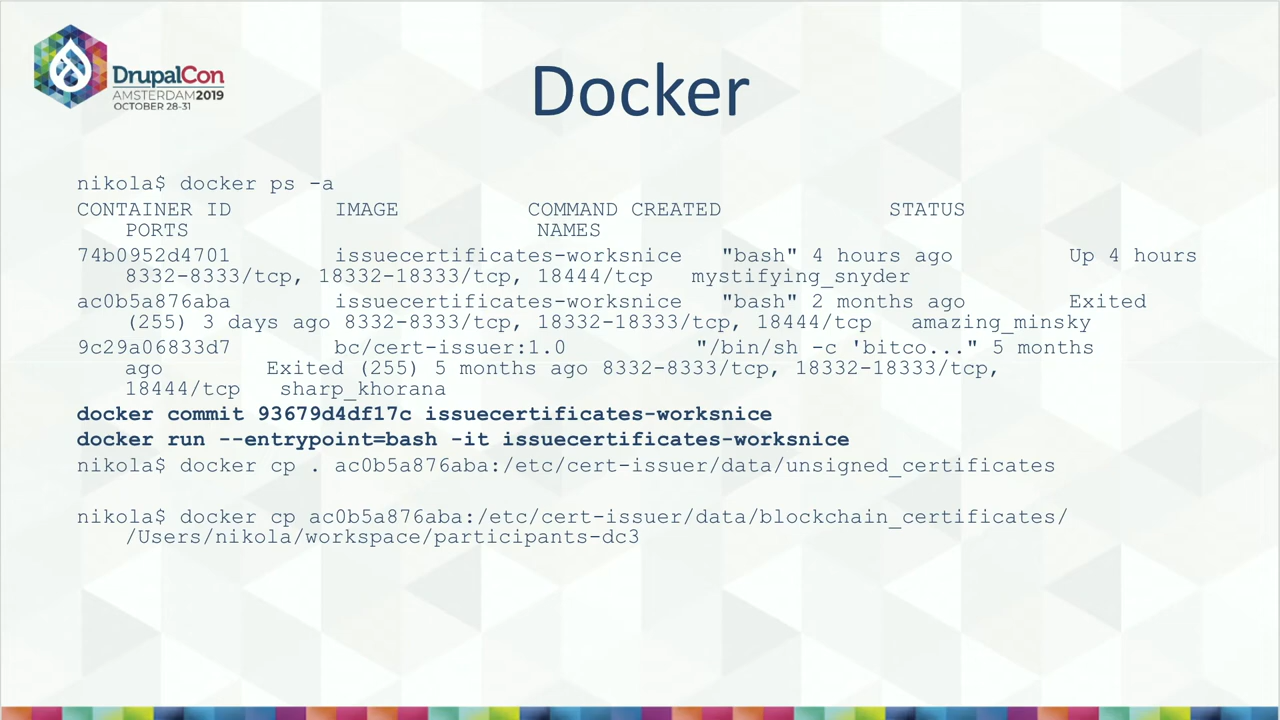 DrupalCon
AMSTERDAM2019
OCTOBER 28-31
Docker
nikola$ docker ps -a
CONTAINER ID IMAGE COMMAND CREATED STATUS
PORTS NAMES
74b0952d4701 issuecertificates-worksnice "bash" 4 hours ago Up 4 hours
8332-8333/tcp, 18332-18333/tcp, 18444/tcp mystifying_snyder
ac0b5a876aba issuecertificates-worksnice "bash" 2 months ago Exited
(255) 3 days ago 8332-8333/tcp, 18332-18333/tcp, 18444/tcp amazing_minsky
9c29a06833d7 bc/cert-issuer:1.0 "/bin/sh -c 'bitco..." 5 months
ago Exited (255) 5 months ago 8332-8333/tcp, 18332-18333/tcp,
18444/tcp sharp_khorana
docker commit 93679d4df17c issuecertificates-worksnice
docker run --entrypoint=bash -it issuecertificates-worksnice
nikola$ docker cp . ac0b5a876aba:/etc/cert-issuer/data/unsigned_certificates
nikola$ docker cp ac0b5a876aba:/etc/cert-issuer/data/blockchain_certificates/
/Users/nikola/workspace/participants-dc3